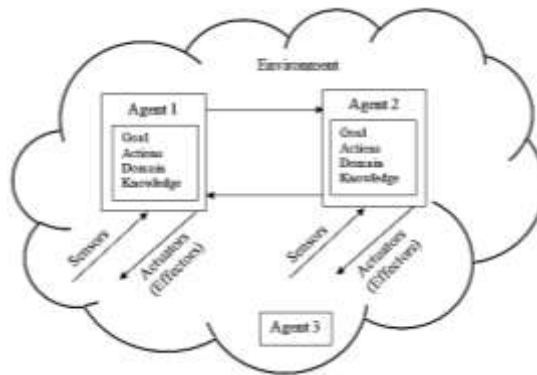 Environment
Agent 1
Goal
Actions
Domain
Knowledge
Agent 2
Goal
Actions
Domain
Knowledge
Sensors
Actuators
(Effectors)
Sensors
Actuators
(Effectors)
Agent 3